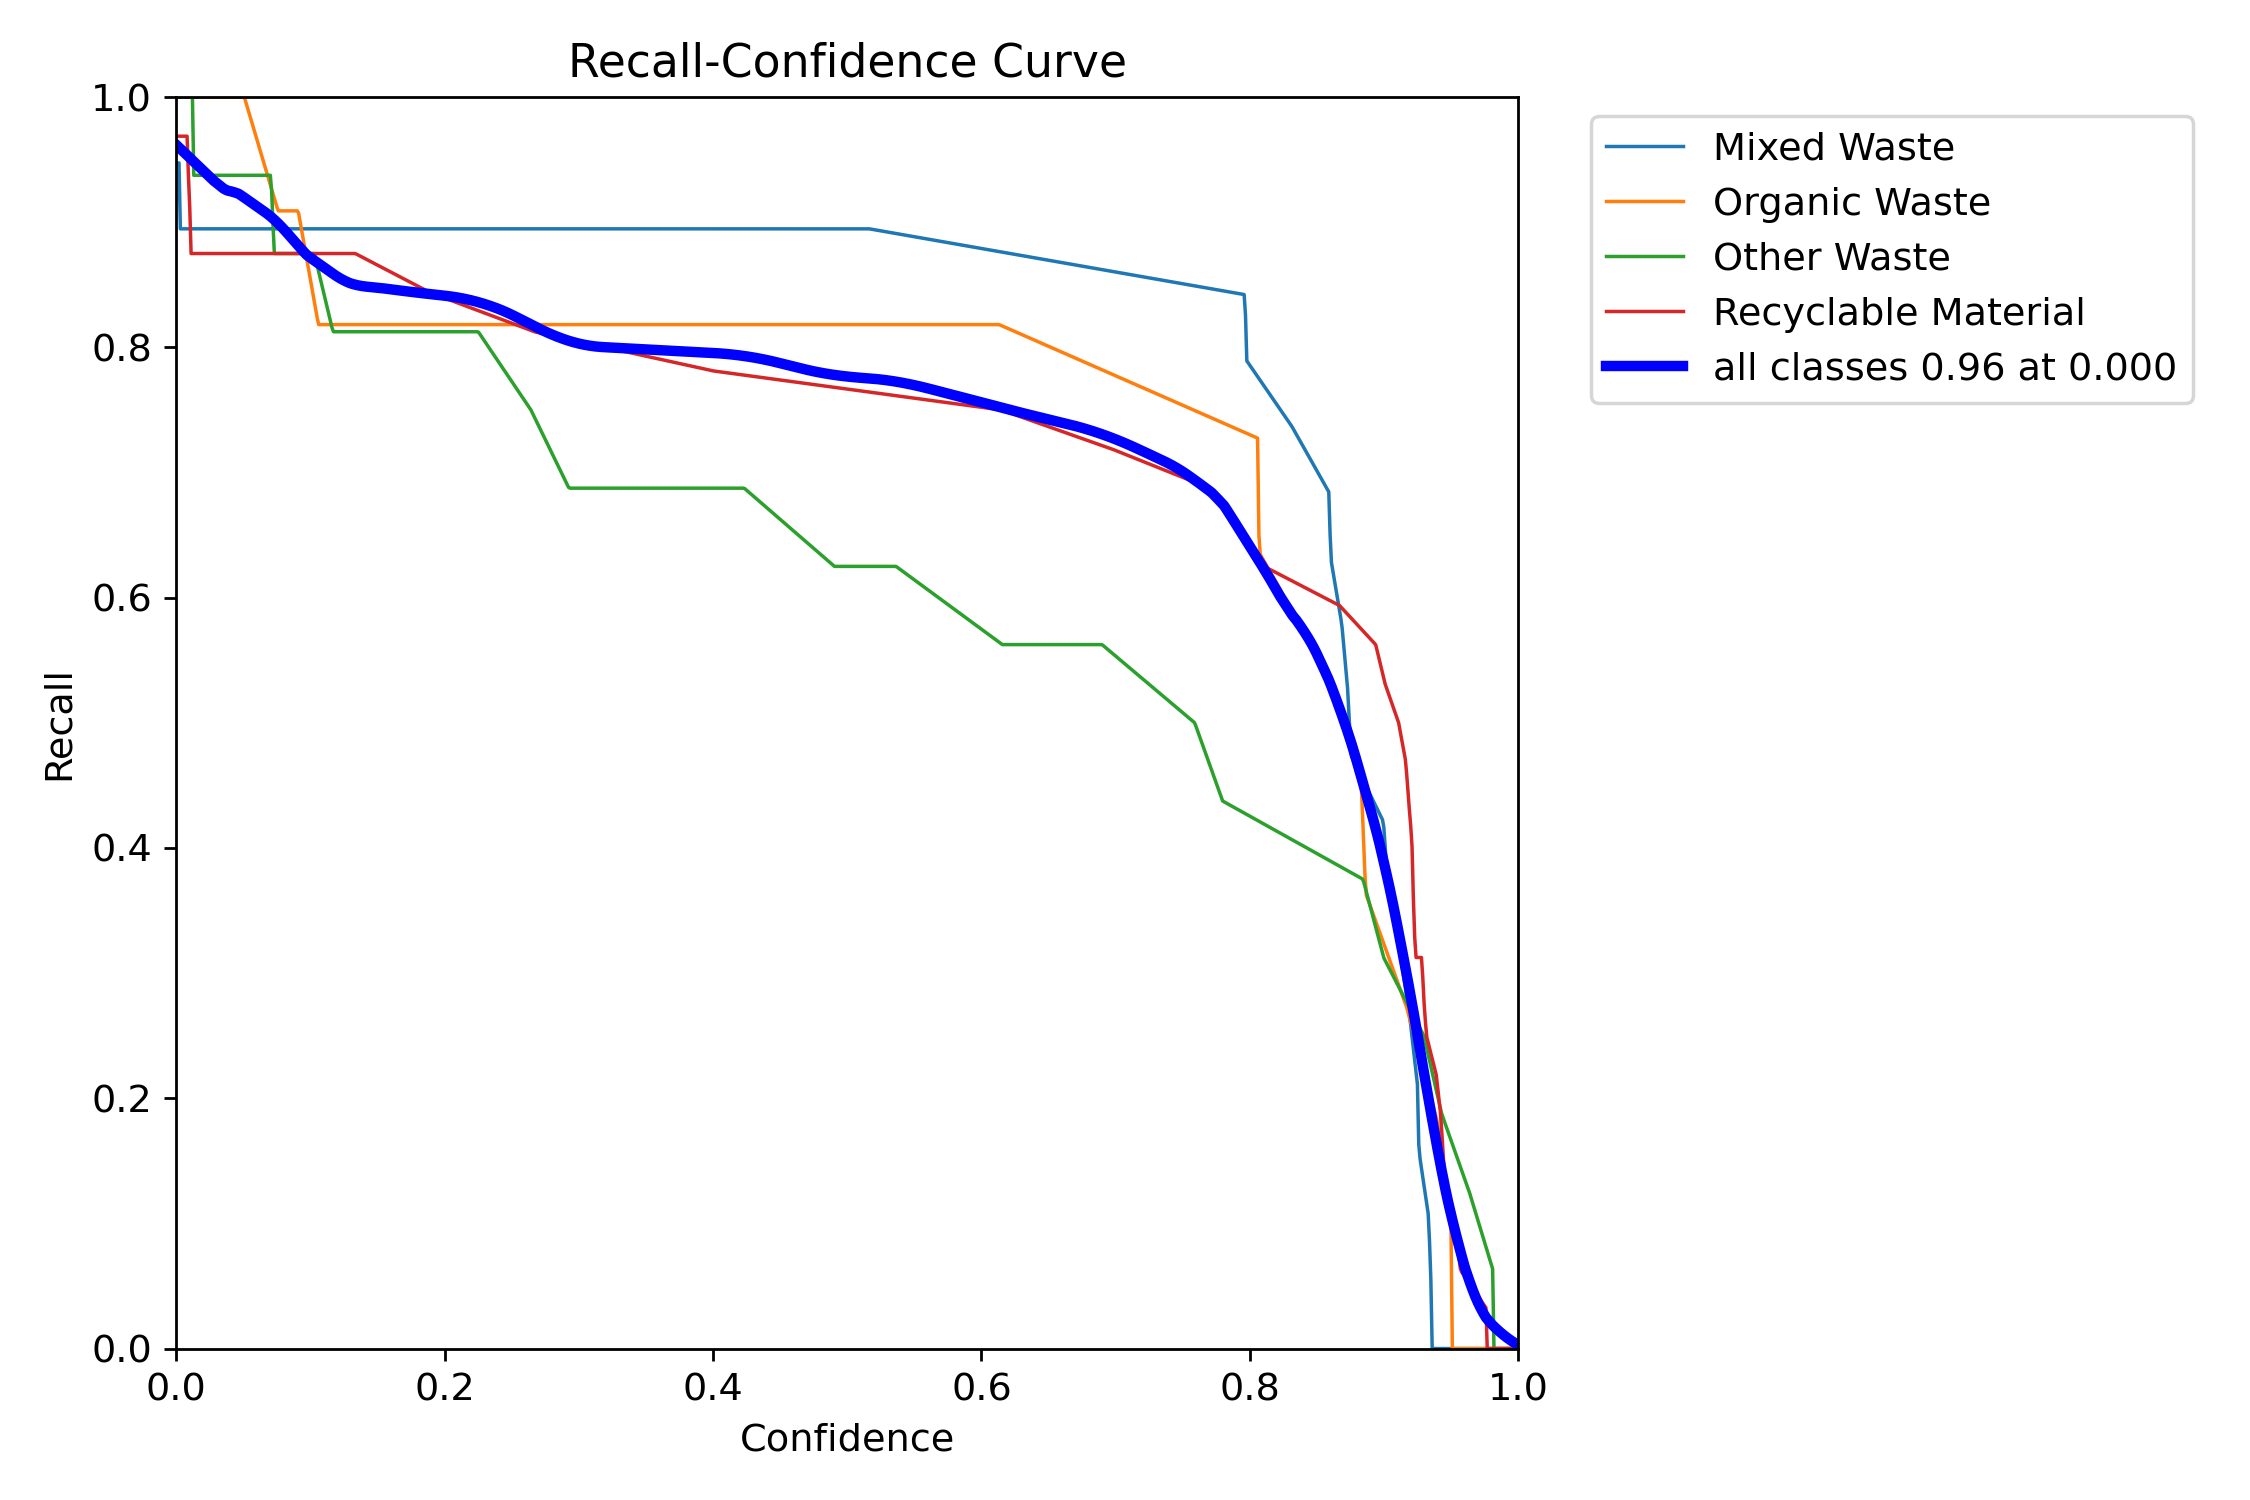 Recall-Confidence Curve
1.0
0.8
0.6
0.4
0.2
0.0
Recall
0.0 0.2 0.4 0.6 0.8 1.0
Confidence
Mixed Waste
Organic Waste
Other Waste
Recyclable Material
all classes 0.96 at 0.000